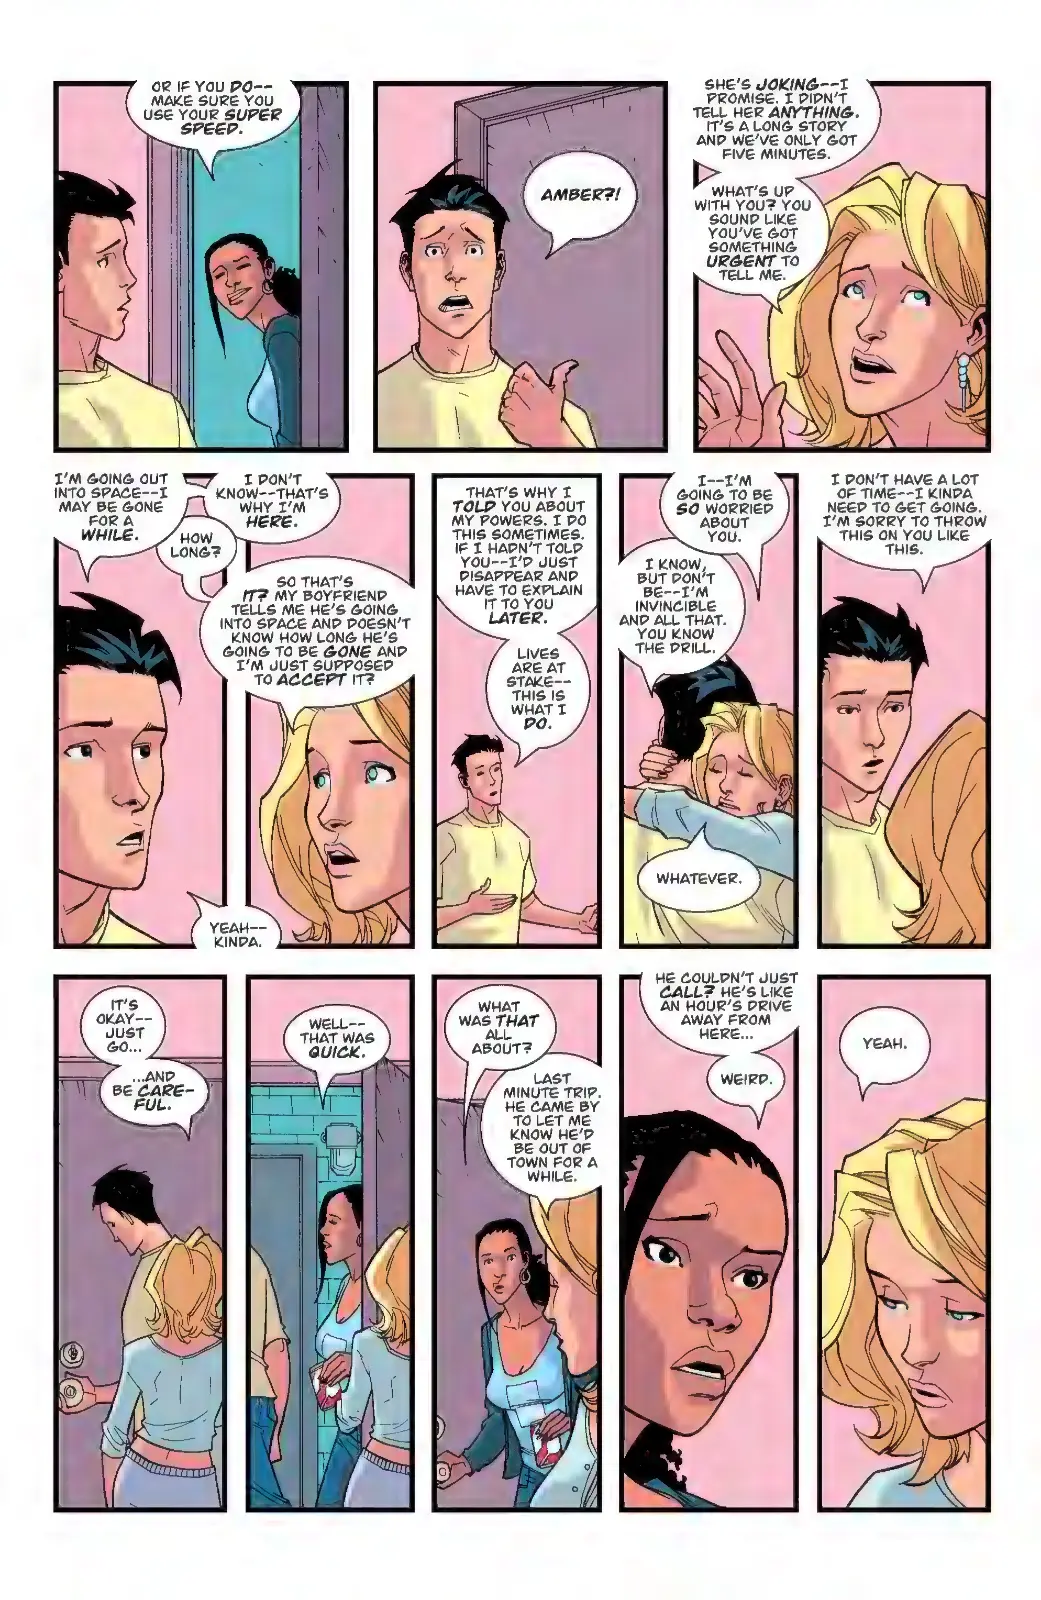 OR IF YOU DO--
MAKE SURE YOU
USE YOUR SUPER
SPEED.
AMBER?!
SHE'S JOKING--I
PROMISE. I DIDN'T
TELL HER ANYTHING.
IT'S A LONG STORY
AND WE'VE ONLY GOT
FIVE MINUTES.
WHAT'S UP
WITH YOU? YOU
SOUND LIKE
YOU'VE GOT
SOMETHING
URGENT TO
TELL ME.
I'M GOING OUT
INTO SPACE--I
MAY BE GONE
FOR A
WHILE.
HOW
LONG?
I DON'T
KNOW--THAT'S
WHY I'M
HERE.
SO THAT'S
IT? MY BOYFRIEND
TELLS ME HE'S GOING
INTO SPACE AND DOESN'T
KNOW HOW LONG HE'S
GOING TO BE GONE AND
I'M JUST SUPPOSED
TO ACCEPT IT?
YEAH--
KINDA.
THAT'S WHY I
TOLD YOU ABOUT
MY POWERS. I DO
THIS SOMETIMES.
IF I HADN'T TOLD
YOU--I'D JUST
DISAPPEAR AND
HAVE TO EXPLAIN
IT TO YOU
LATER.
LIVES
ARE AT
STAKE--
THIS IS
WHAT I
DO.
I--I'M
GOING TO BE
SO WORRIED
ABOUT
YOU.
I KNOW,
BUT DON'T
BE--I'M
INVINCIBLE
AND ALL THAT.
YOU KNOW
THE DRILL.
WHATEVER.
I DON'T HAVE A LOT
OF TIME--I KINDA
NEED TO GET GOING.
I'M SORRY TO THROW
THIS ON YOU LIKE
THIS.
IT'S
OKAY--
JUST
GO...
...AND
BE CARE-
FUL.
WELL--
THAT WAS
QUICK.
WHAT
WAS THAT
ALL
ABOUT?
LAST
MINUTE TRIP.
HE CAME BY
TO LET ME
KNOW HE'D
BE OUT OF
TOWN FOR A
WHILE.
HE COULDN'T JUST
CALL? HE'S LIKE
AN HOUR'S DRIVE
AWAY FROM
HERE...
WEIRD.
YEAH.